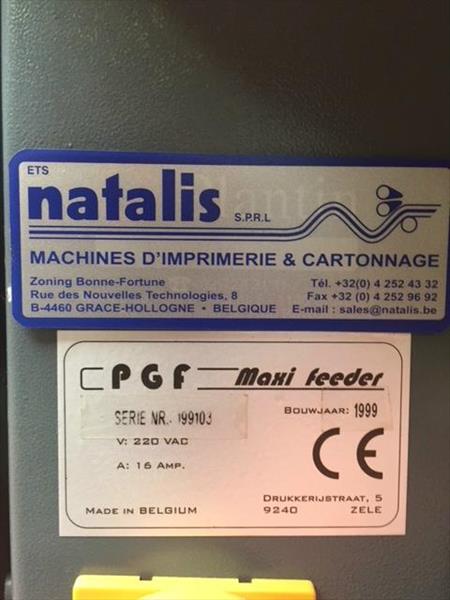 ETS
natalis S.P.R.L
MACHINES D'IMPRIMERIE & CARTONNAGE
Zoning Bonne-Fortune
Rue des Nouvelles Technologies, 8
B-4460 GRACE-HOLLOGNE • BELGIQUE
Tél. +32(0) 4 252 43 32
Fax +32 (0) 4 252 96 92
E-mail : sales@natalis.be
PGF Maxi feeder
SERIE NR.: 199103
BOUWJAAR: 1999
V: 220 VAC
A: 16 AMP.
CE
MADE IN BELGIUM
DRUKKERIJSTRAAT, 5
9240 ZELE